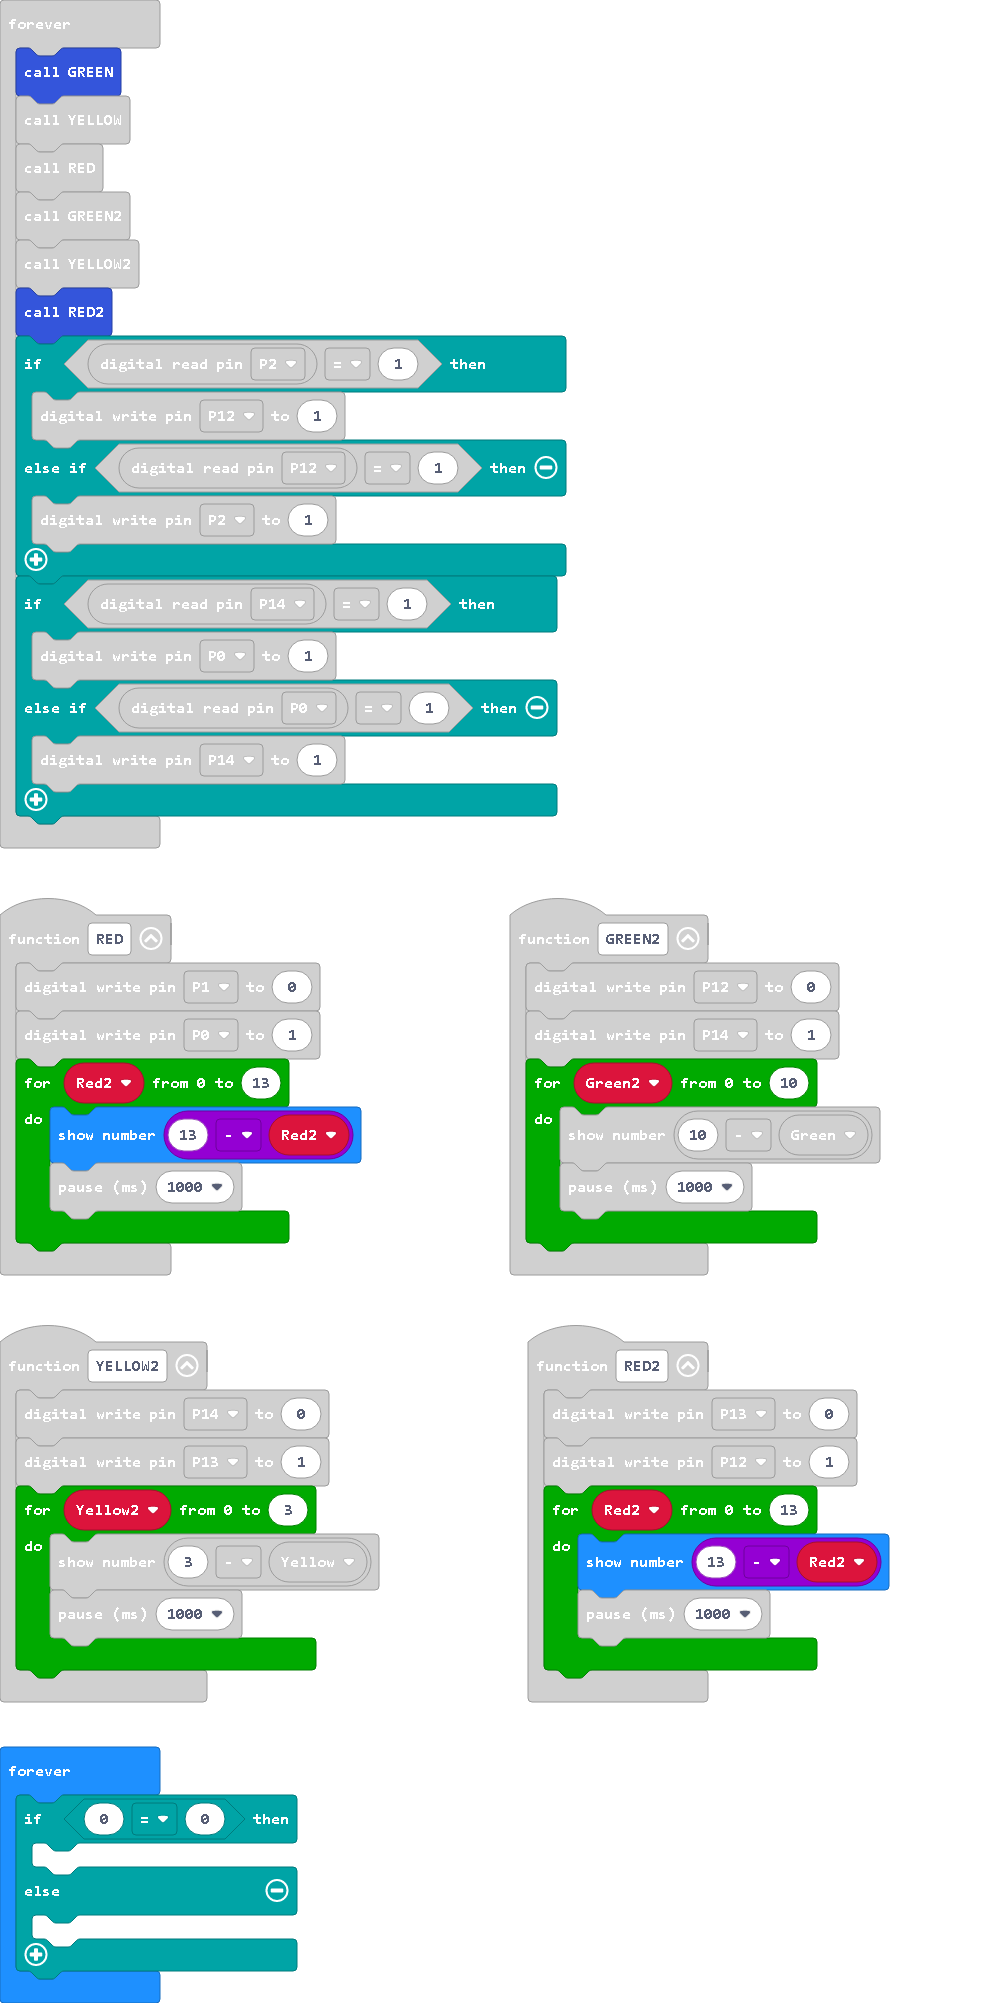 forever
call GREEN
call YELLOW
call RED
call GREEN2
call YELLOW2
call RED2
if digital read pin P2 = 1 then
digital write pin P12 to 1
else if digital read pin P12 = 1 then
digital write pin P2 to 1
if digital read pin P14 = 1 then
digital write pin P0 to 1
else if digital read pin P0 = 1 then
digital write pin P14 to 1
function RED
digital write pin P1 to 0
digital write pin P0 to 1
for Red2 from 0 to 13
do
show number 13 - Red2
pause (ms) 1000
function GREEN2
digital write pin P12 to 0
digital write pin P14 to 1
for Green2 from 0 to 10
do
show number 10 - Green
pause (ms) 1000
function YELLOW2
digital write pin P14 to 0
digital write pin P13 to 1
for Yellow2 from 0 to 3
do
show number 3 - Yellow
pause (ms) 1000
function RED2
digital write pin P13 to 0
digital write pin P12 to 1
for Red2 from 0 to 13
do
show number 13 - Red2
pause (ms) 1000
forever
if 0 = 0 then
else